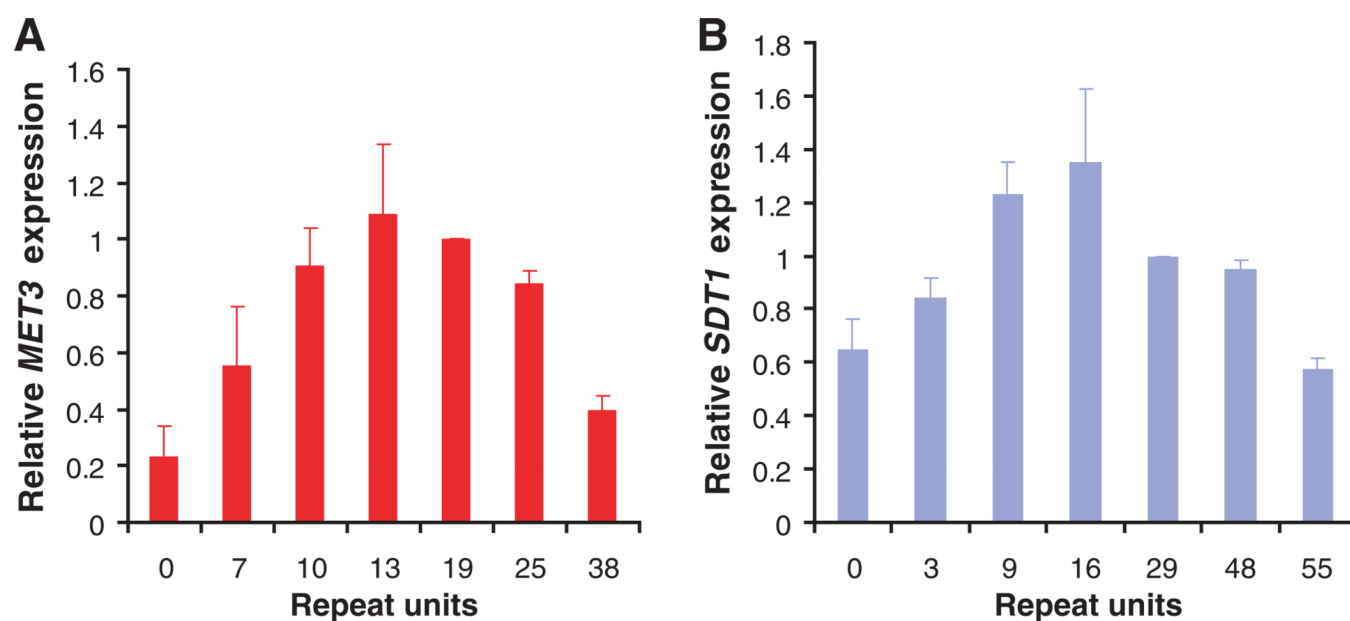 A
Relative MET3 expression
1.6
1.4
1.2
1
0.8
0.6
0.4
0.2
0
0 7 10 13 19 25 38
Repeat units
B
Relative SDT1 expression
1.8
1.6
1.4
1.2
1
0.8
0.6
0.4
0.2
0
0 3 9 16 29 48 55
Repeat units